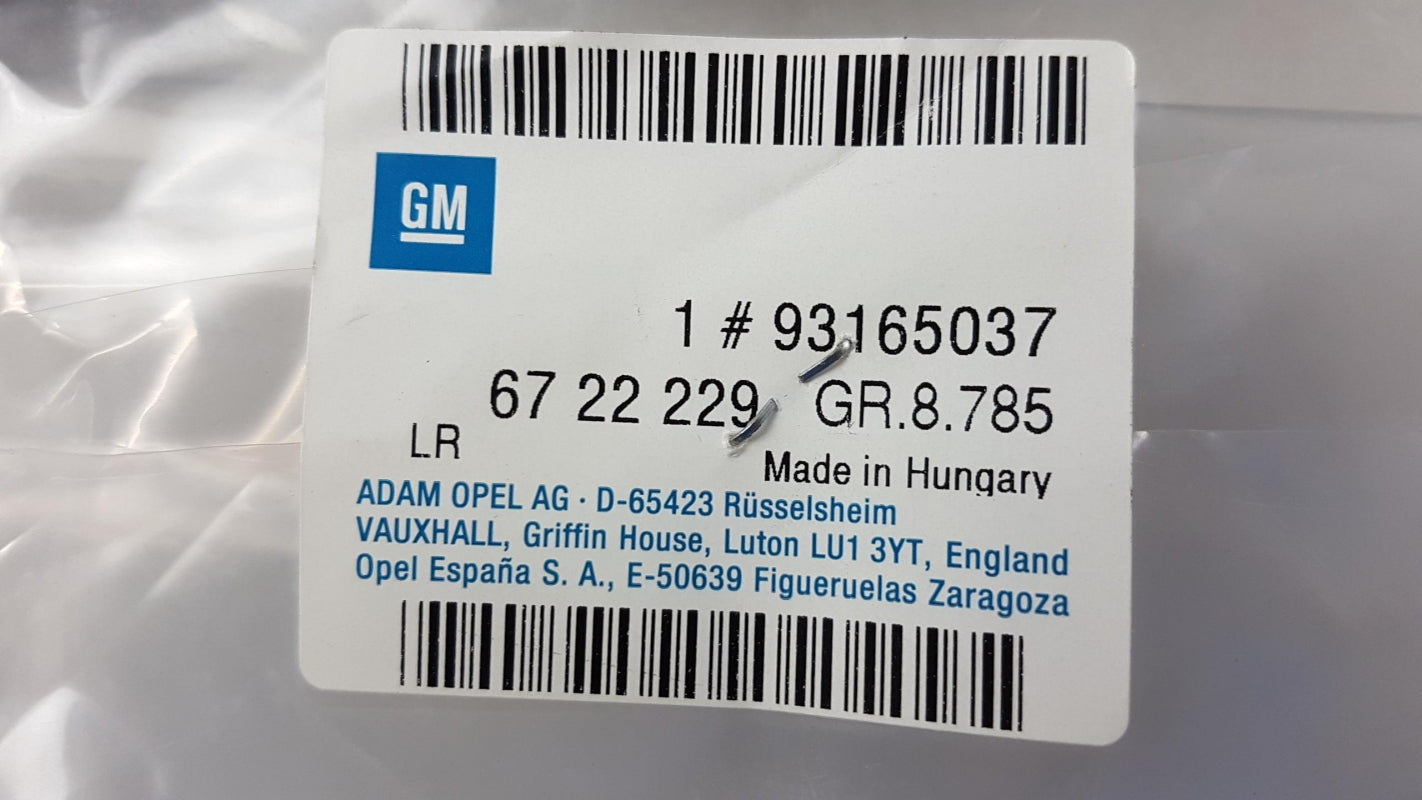 GM
1 # 93165037
67 22 229 GR.8.785
LR
Made in Hungary
ADAM OPEL AG · D-65423 Rüsselsheim
VAUXHALL, Griffin House, Luton LU1 3YT, England
Opel España S. A., E-50639 Figueruelas Zaragoza